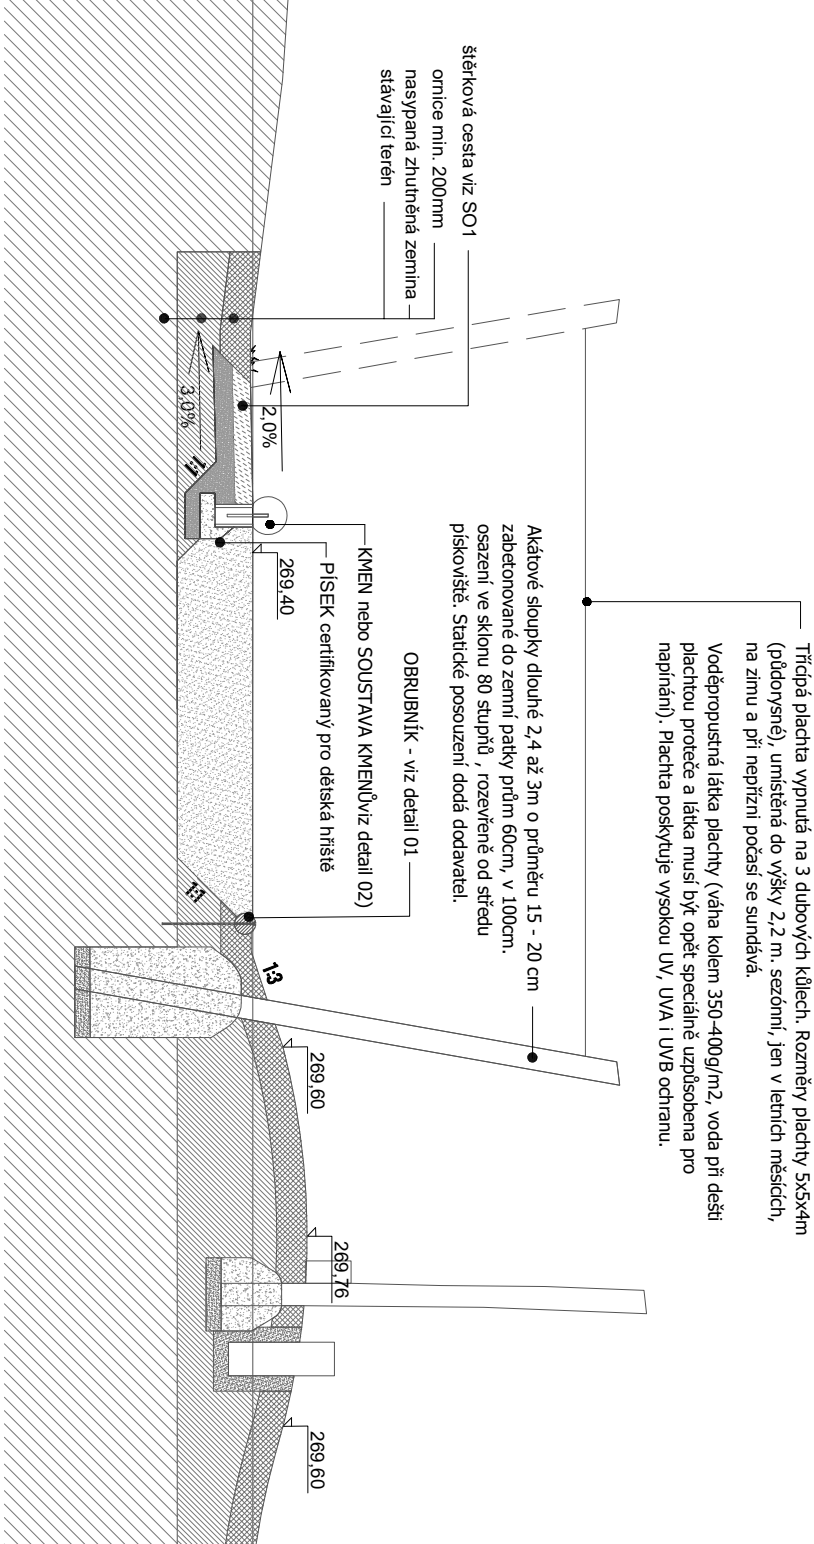 Třícípá plachta vypnutá na 3 dubových kůlech. Rozměry plachty 5x5x4m
(půdorysné), umístěná do výšky 2,2 m. sezónní, jen v letních měsících,
na zimu a při nepřízni počasí se sundává.
Voděpropustná látka plachty (váha kolem 350-400g/m2, voda při dešti
plachtou proteče a látka musí být opět speciálně uzpůsobena pro
napínání). Plachta poskytuje vysokou UV, UVA i UVB ochranu.
Akátové sloupky dlouhé 2,4 až 3m o průměru 15 - 20 cm
zabetonované do zemní patky prům 60cm, v 100cm.
osazení ve sklonu 80 stupňů , rozevřeně od středu
pískoviště. Statické posouzení dodá dodavatel.
štěrková cesta viz SO1
ornice min. 200mm
nasypaná zhutněná zemina
stávající terén
OBRUBNÍK - viz detail 01
KMEN nebo SOUSTAVA KMENŮviz detail 02)
PÍSEK certifikovaný pro dětská hřiště
269,76
269,60
269,60
269,40
2,0%
3,0%
1:3
1:1
1:1